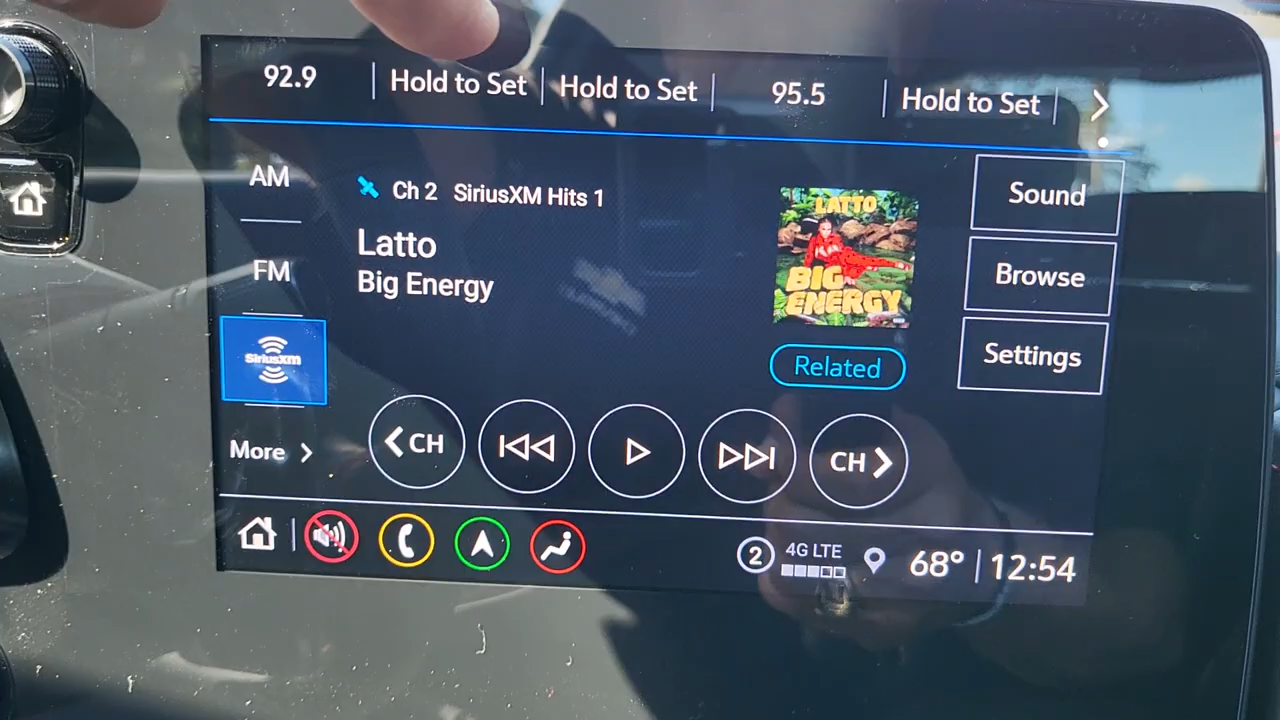 92.9
Hold to Set
Hold to Set
95.5
Hold to Set
AM
FM
SiriusXM
More
Ch 2 SiriusXM Hits 1
Latto
Big Energy
LATTO
BIG
ENERGY
Related
Sound
Browse
Settings
CH
CH
2
4G LTE
68°
12:54